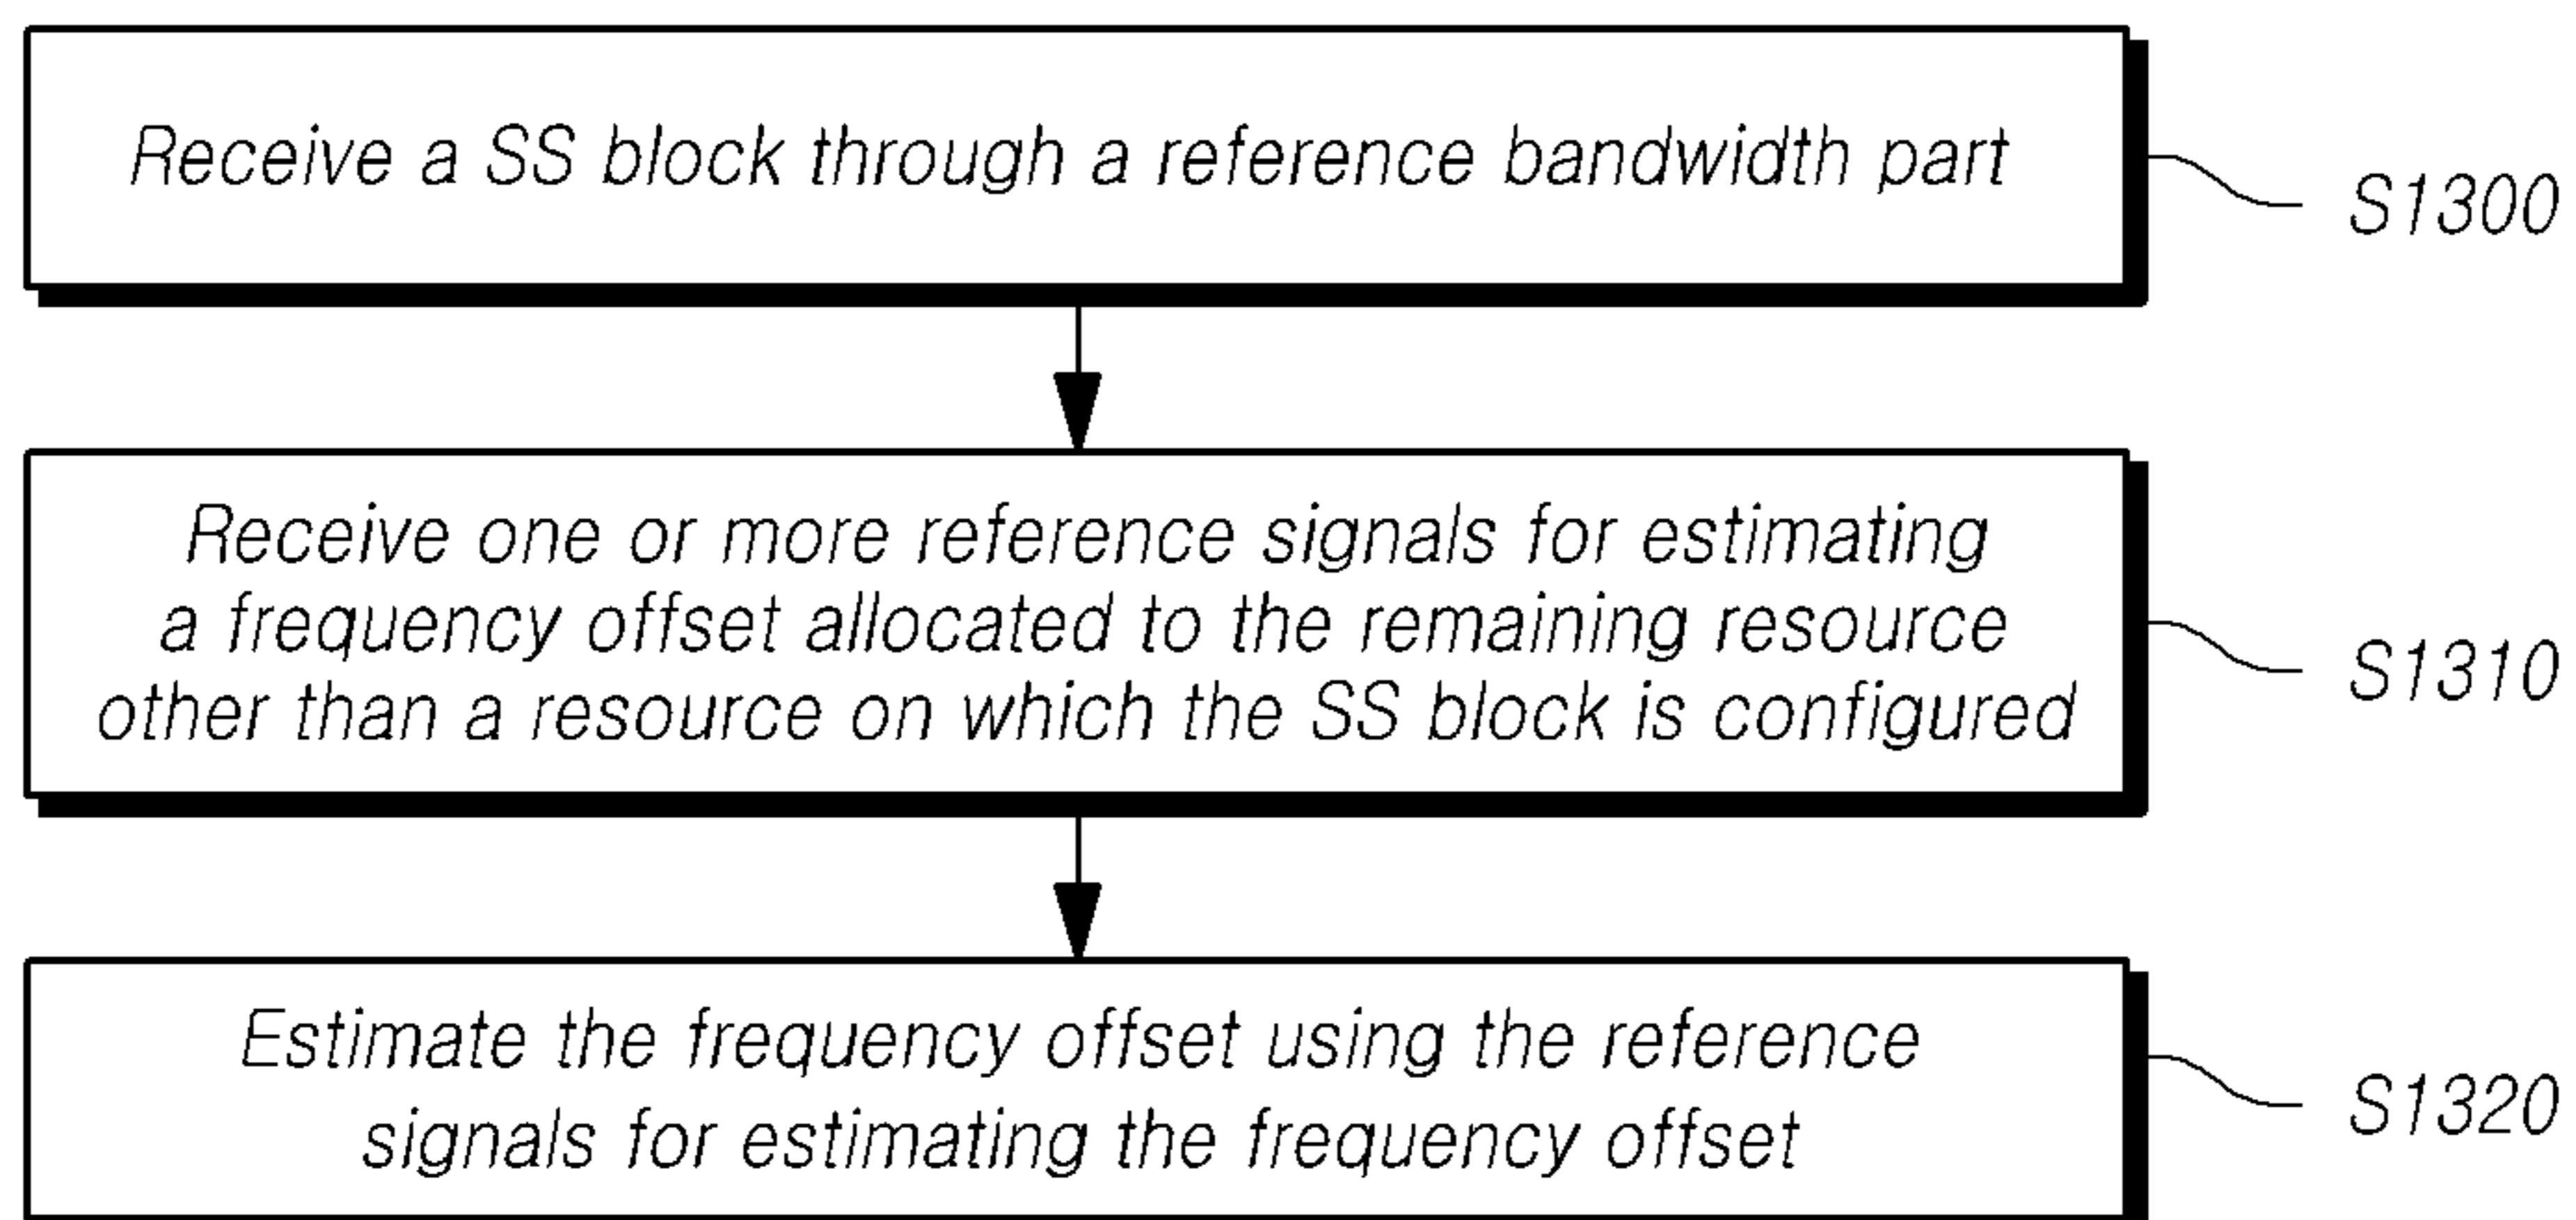 Receive a SS block through a reference bandwidth part
S1300
Receive one or more reference signals for estimating
a frequency offset allocated to the remaining resource
other than a resource on which the SS block is configured
S1310
Estimate the frequency offset using the reference
signals for estimating the frequency offset
S1320